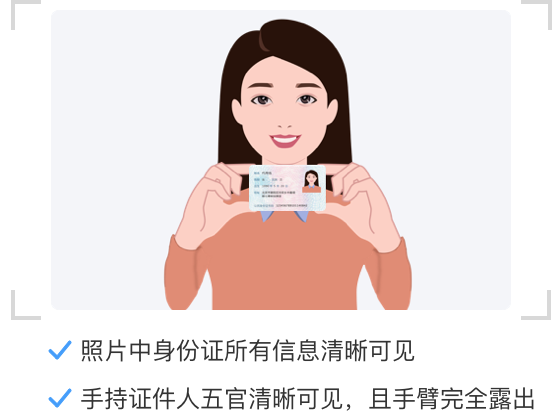 照片中身份证所有信息清晰可见
手持证件人五官清晰可见，且手臂完全露出